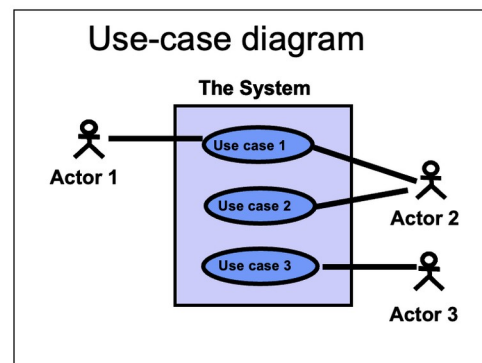 Use-case diagram
The System
Use case 1
Actor 1
Use case 2
Actor 2
Use case 3
Actor 3